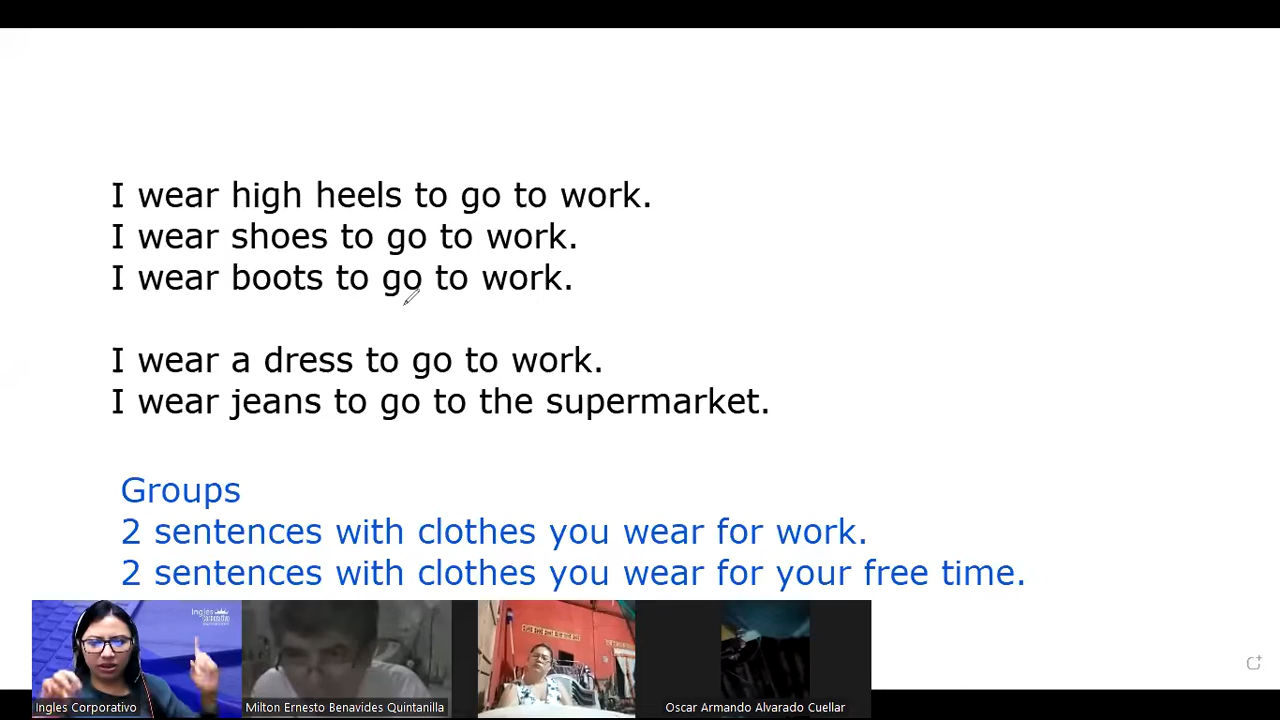 I wear high heels to go to work.
I wear shoes to go to work.
I wear boots to go to work.
I wear a dress to go to work.
I wear jeans to go to the supermarket.
Groups
2 sentences with clothes you wear for work.
2 sentences with clothes you wear for your free time.
Ingles
Ingles Corporativo
Milton Ernesto Benavides Quintanilla
Oscar Armando Alvarado Cuellar